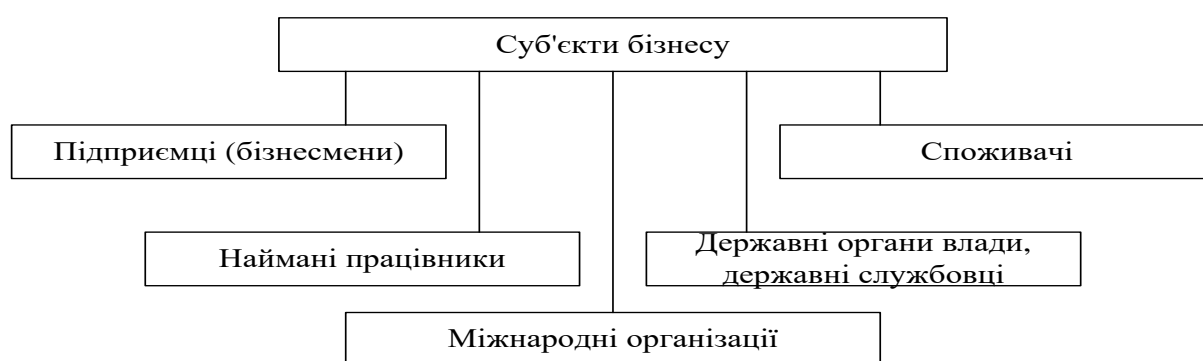 Суб'єкти бізнесу
Підприємці (бізнесмени)
Споживачі
Наймані працівники
Державні органи влади,
державні службовці
Міжнародні організації